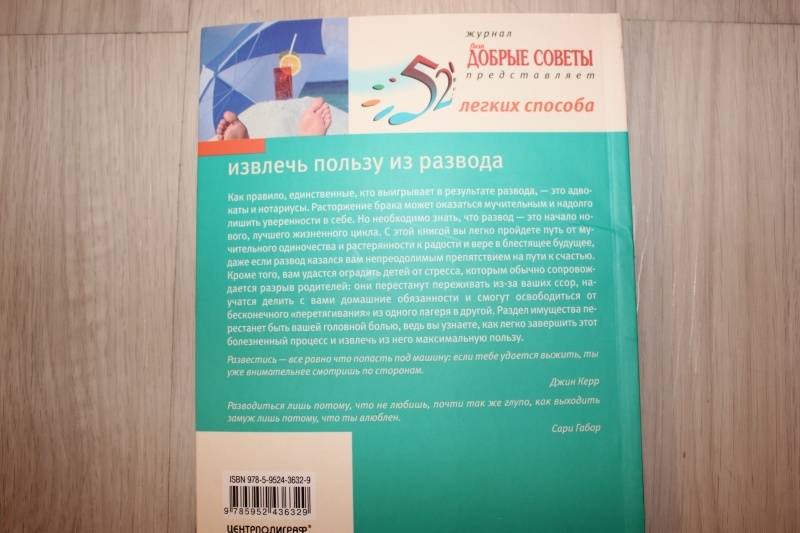 журнал
Лиза
ДОБРЫЕ СОВЕТЫ
представляет
52
легких способа
извлечь пользу из развода
Как правило, единственные, кто выигрывает в результате развода, — это адво-
каты и нотариусы. Расторжение брака может оказаться мучительным и надолго
лишить уверенности в себе. Но необходимо знать, что развод — это начало но-
вого, лучшего жизненного цикла. С этой книгой вы легко пройдете путь от му-
чительного одиночества и растерянности к радости и вере в блестящее будущее,
даже если развод казался вам непреодолимым препятствием на пути к счастью.
Кроме того, вам удастся оградить детей от стресса, которым обычно сопровож-
дается разрыв родителей: они перестанут переживать из-за ваших ссор, на-
учатся делить с вами домашние обязанности и смогут освободиться от
бесконечного «перетягивания» из одного лагеря в другой. Раздел имущества пе-
рестанет быть вашей головной болью, ведь вы узнаете, как легко завершить этот
болезненный процесс и извлечь из него максимальную пользу.
Развестись — все равно что попасть под машину: если тебе удается выжить, ты
уже внимательнее смотришь по сторонам.
Джин Керр
Разводиться лишь потому, что не любишь, почти так же глупо, как выходить
замуж лишь потому, что ты влюблен.
Сари Габор
ISBN 978-5-9524-3632-9
9 785952 436329
ЦЕНТРПОЛИГРАФ®